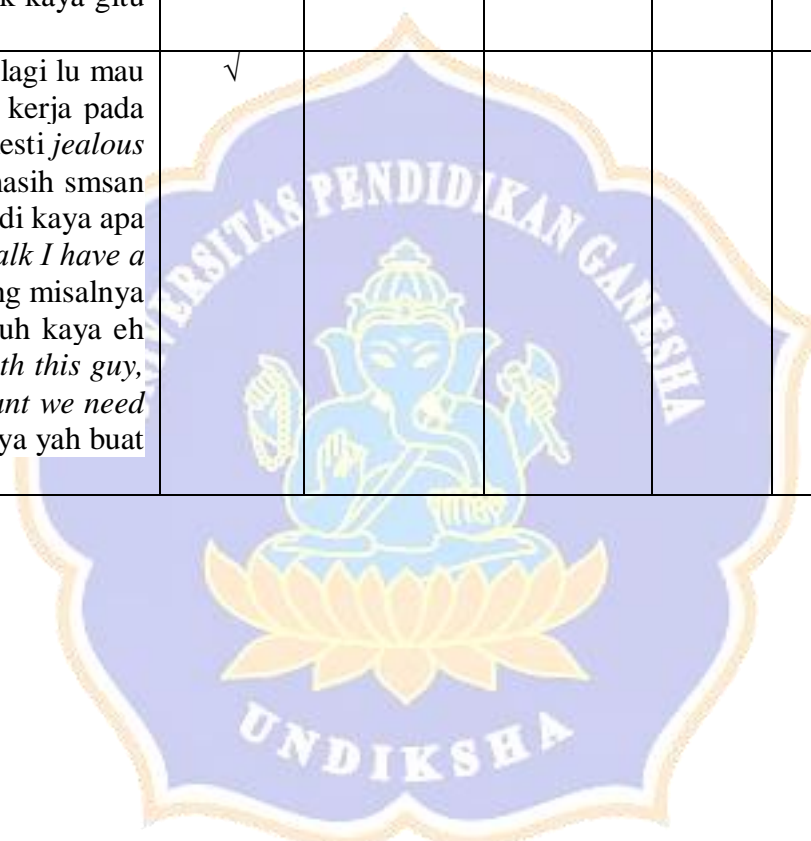 k kaya gitu
lagi lu mau √
kerja pada
esti jealous
nasih smsan
di kaya apa
alk I have a
ng misalnya
uh kaya eh
th this guy,
ant we need
ya yah buat
UNIVERSITAS PENDIDIKAN GANESHA
UNDIKSHA